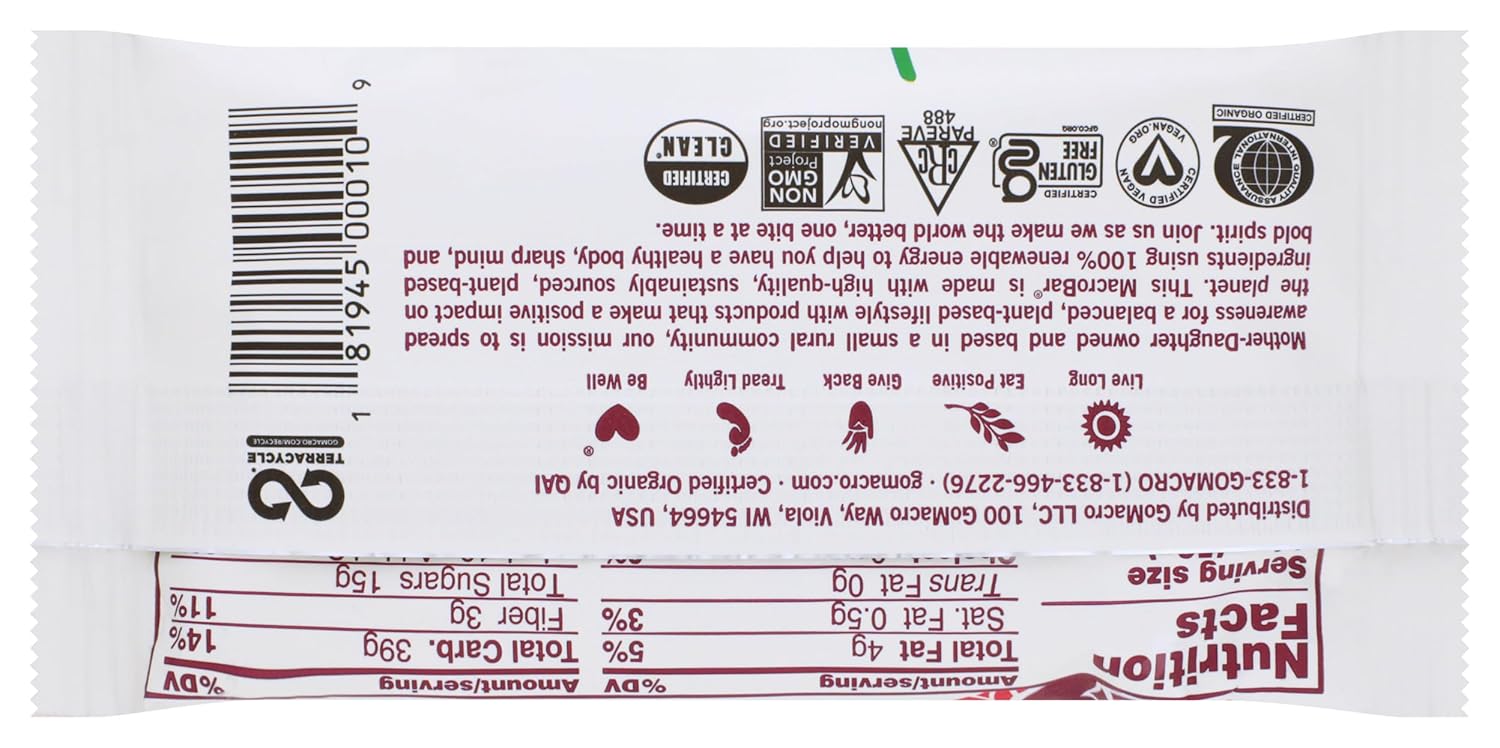 Nutrition
Facts
Serving size
Amount/serving %DV
Total Fat 4g 5%
Sat. Fat 0.5g 3%
Trans Fat 0g
Amount/serving %DV
Total Carb. 39g 14%
Fiber 3g 11%
Total Sugars 15g
Distributed by GoMacro LLC, 100 GoMacro Way, Viola, WI 54664, USA
1-833-GOMACRO (1-833-466-2276) · gomacro.com · Certified Organic by QAI
TERRACYCLE®
GOMACRO.COM/RECYCLE
®
Live Long
Eat Positive
Give Back
Tread Lightly
Be Well
Mother-Daughter owned and based in a small rural community, our mission is to spread
awareness for a balanced, plant-based lifestyle with products that make a positive impact on
the planet. This MacroBar® is made with high-quality, sustainably sourced, plant-based
ingredients using 100% renewable energy to help you have a healthy body, sharp mind, and
bold spirit. Join us as we make the world better, one bite at a time.
QUALITY ASSURANCE INTERNATIONAL
CERTIFIED ORGANIC
CERTIFIED VEGAN
VEGAN.ORG
CERTIFIED
GLUTEN
FREE
®
GFCO.ORG
CRC
PAREVE
488
NON
GMO
Project
VERIFIED
nongmoproject.org
CERTIFIED
CLEAN®
1 81945 00010 9